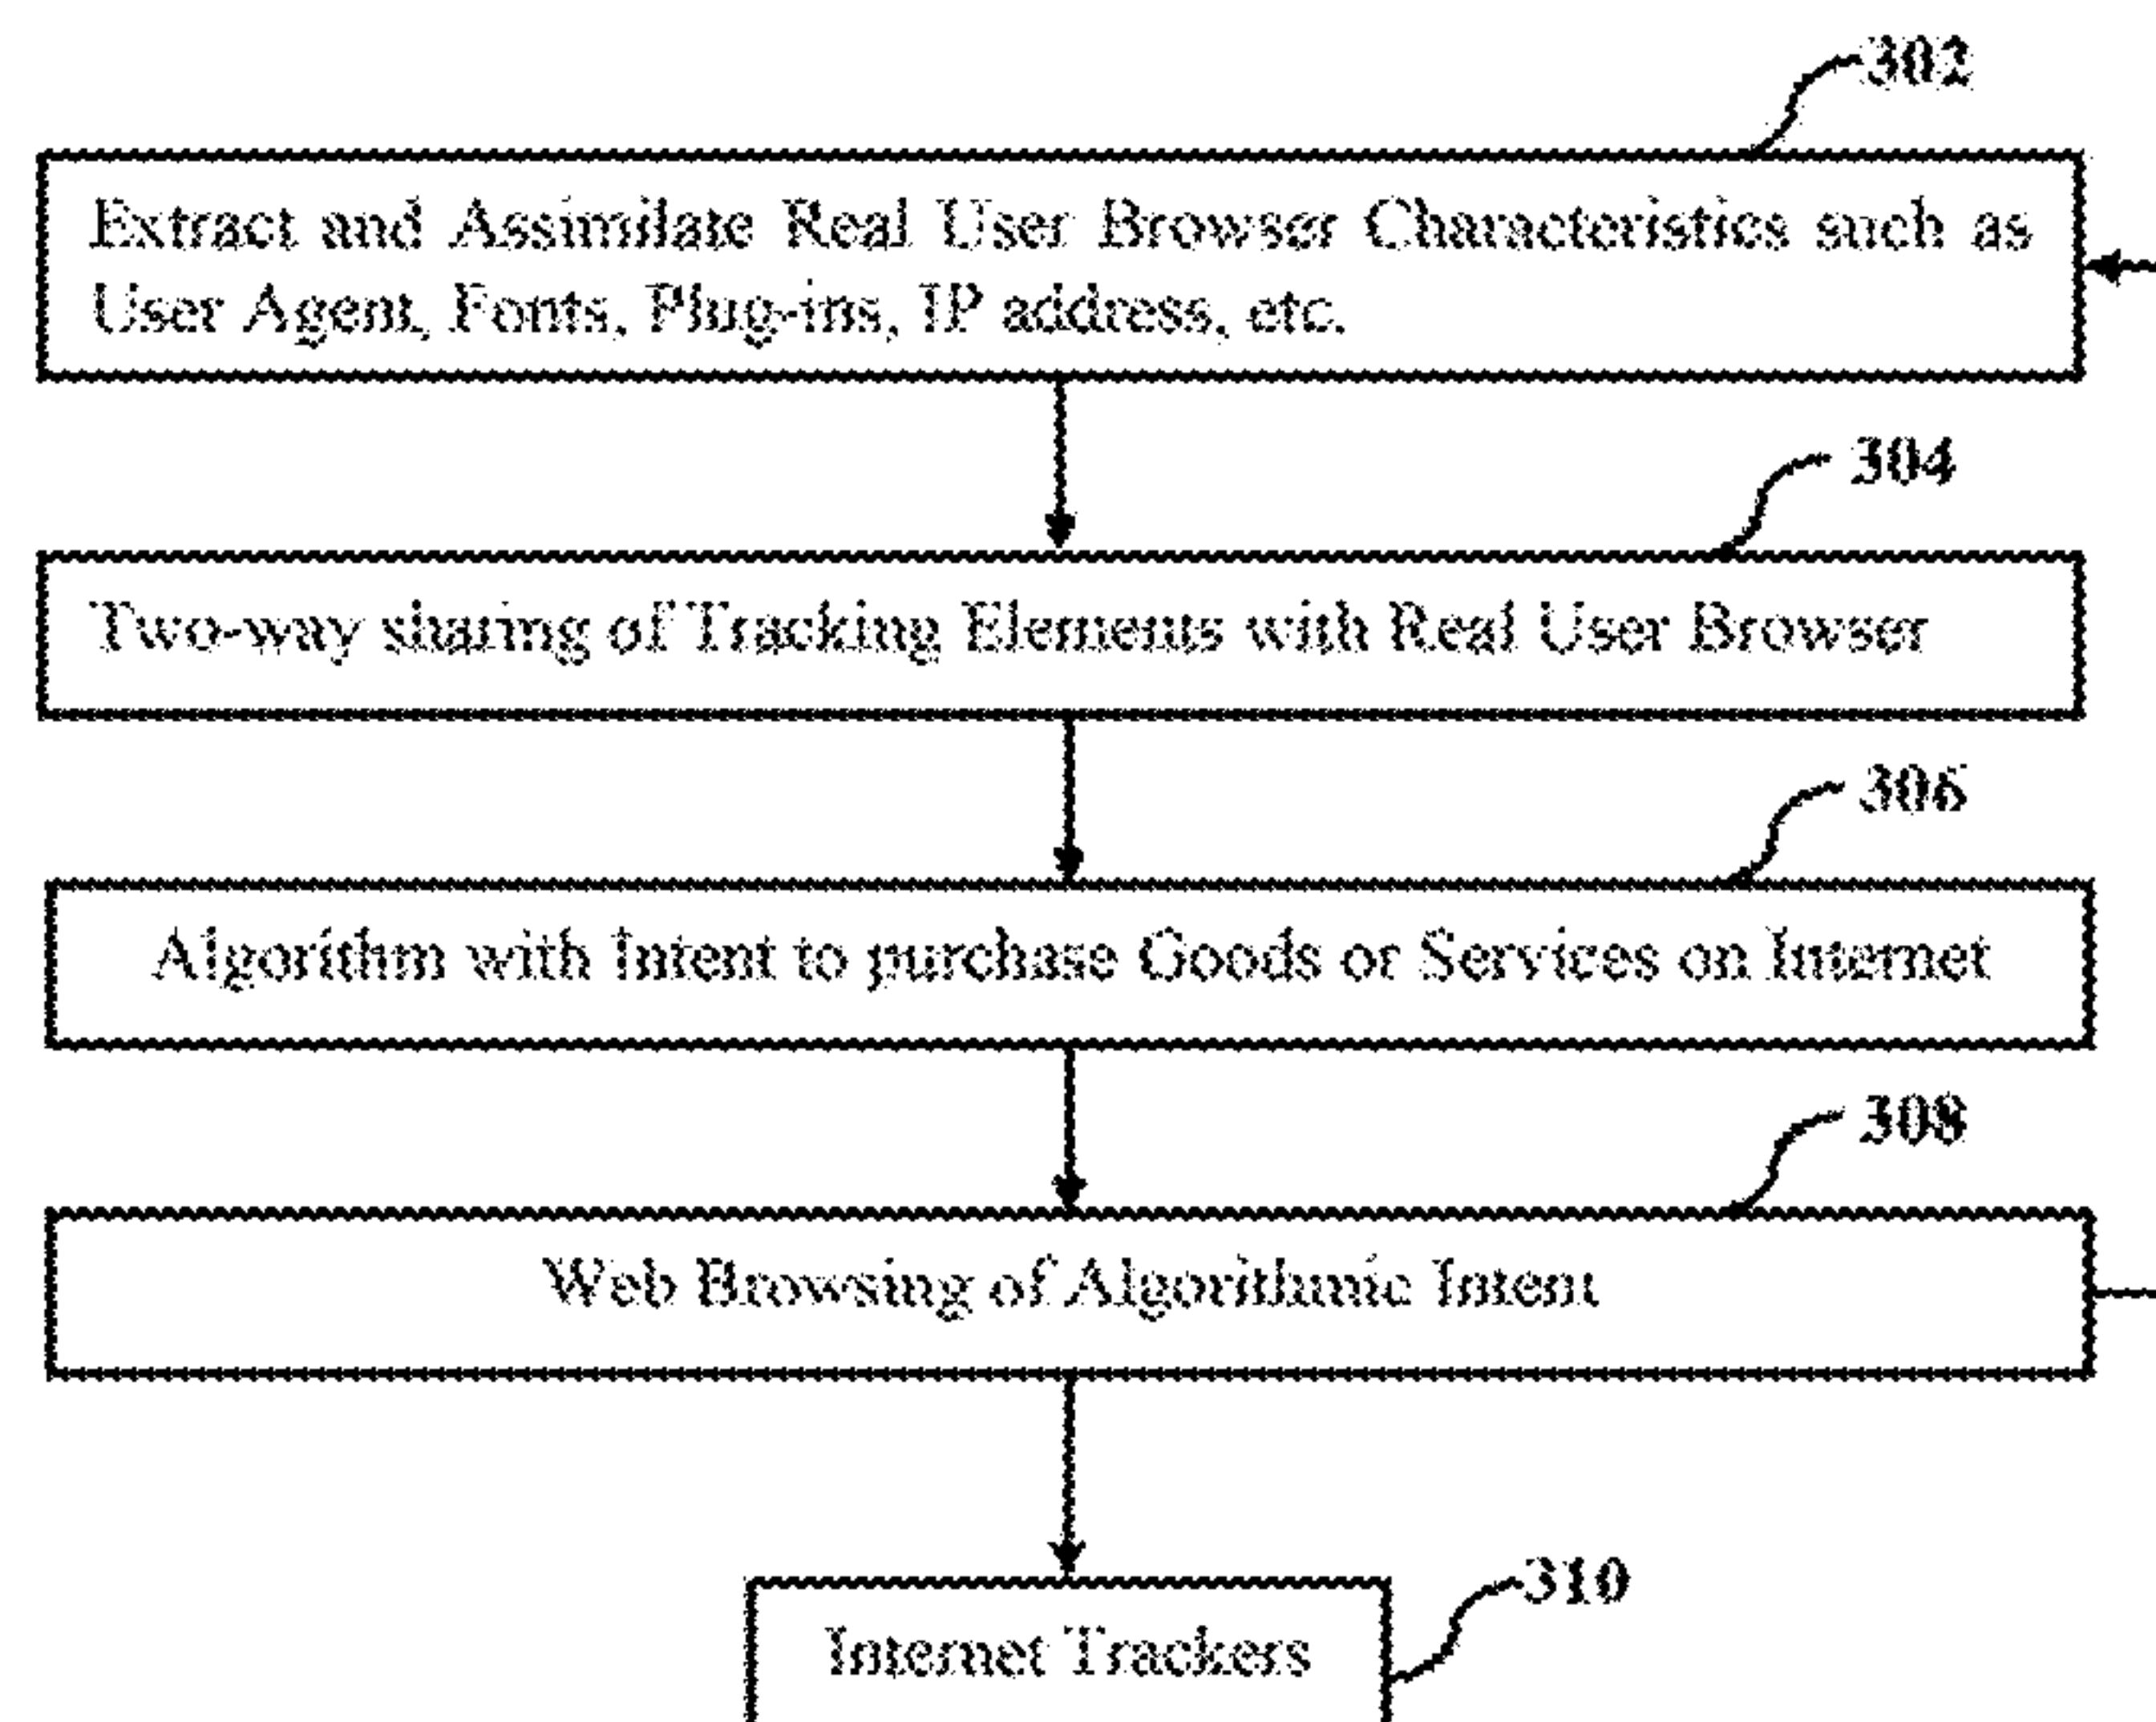 302
Extract and Assimilate Real User Browser Characteristics such as
User Agent, Fonts, Plug-ins, IP address, etc.
304
Two-way sharing of Tracking Elements with Real User Browser
306
Algorithm with Intent to purchase Goods or Services on Internet
308
Web Browsing of Algorithmic Intent
310
Internet Trackers